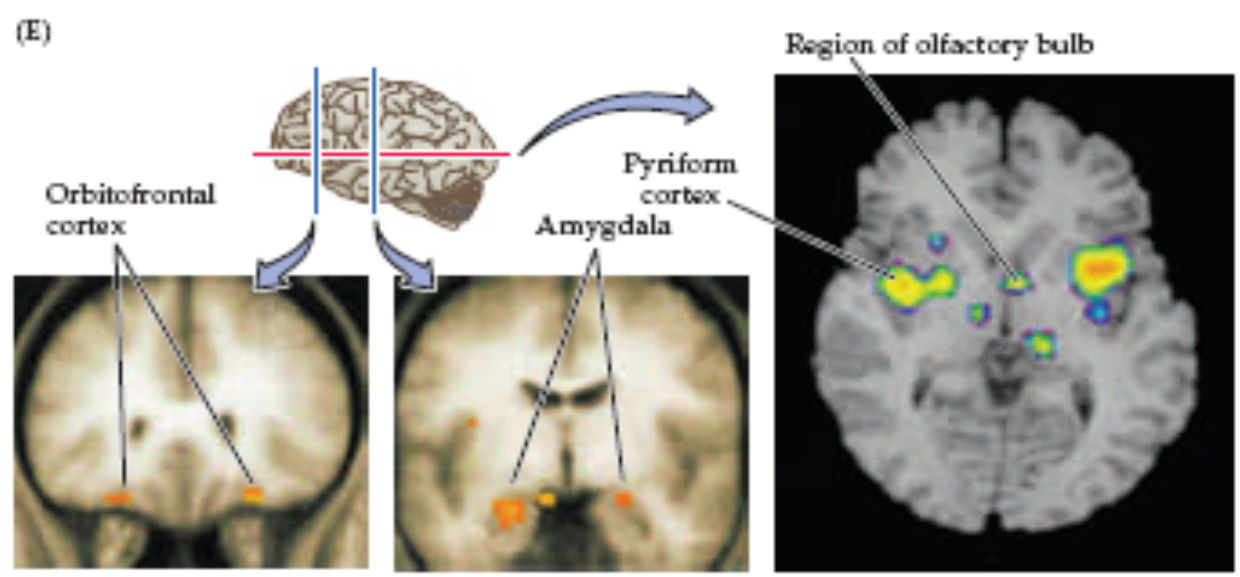 (E)
Region of olfactory bulb
Pyriform
cortex
Orbitofrontal
cortex
Amygdala